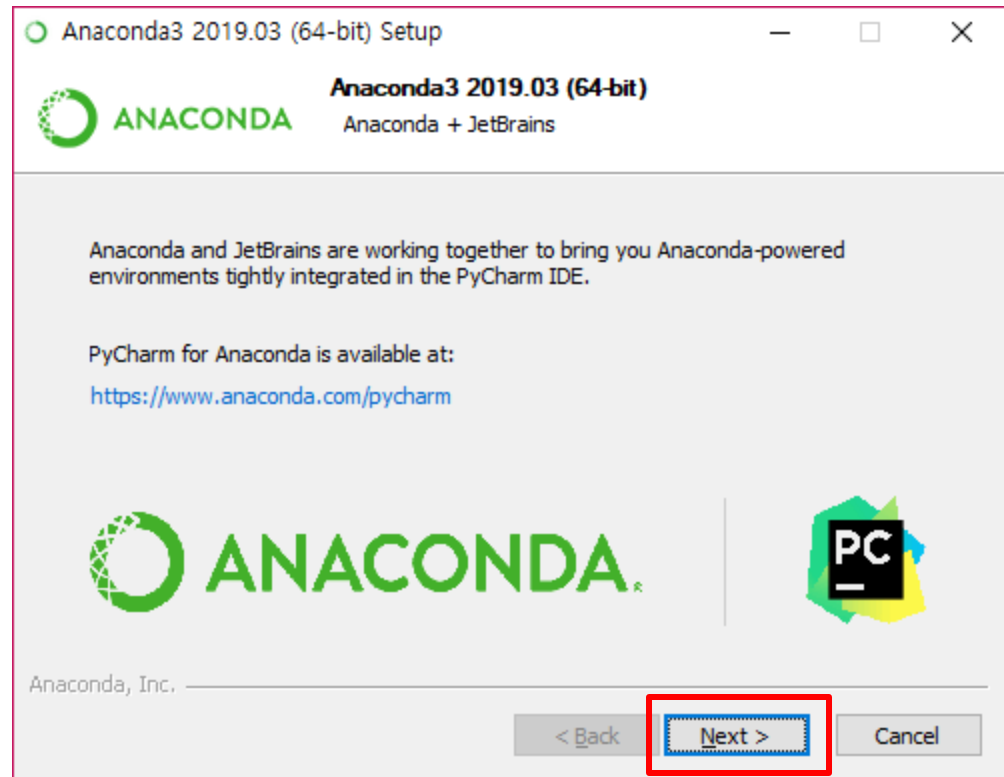 Anaconda3 2019.03 (64-bit) Setup
ANACONDA
Anaconda3 2019.03 (64-bit)
Anaconda + JetBrains
Anaconda and JetBrains are working together to bring you Anaconda-powered
environments tightly integrated in the PyCharm IDE.
PyCharm for Anaconda is available at:
https://www.anaconda.com/pycharm
ANACONDA®
PC
Anaconda, Inc.
< Back
Next >
Cancel